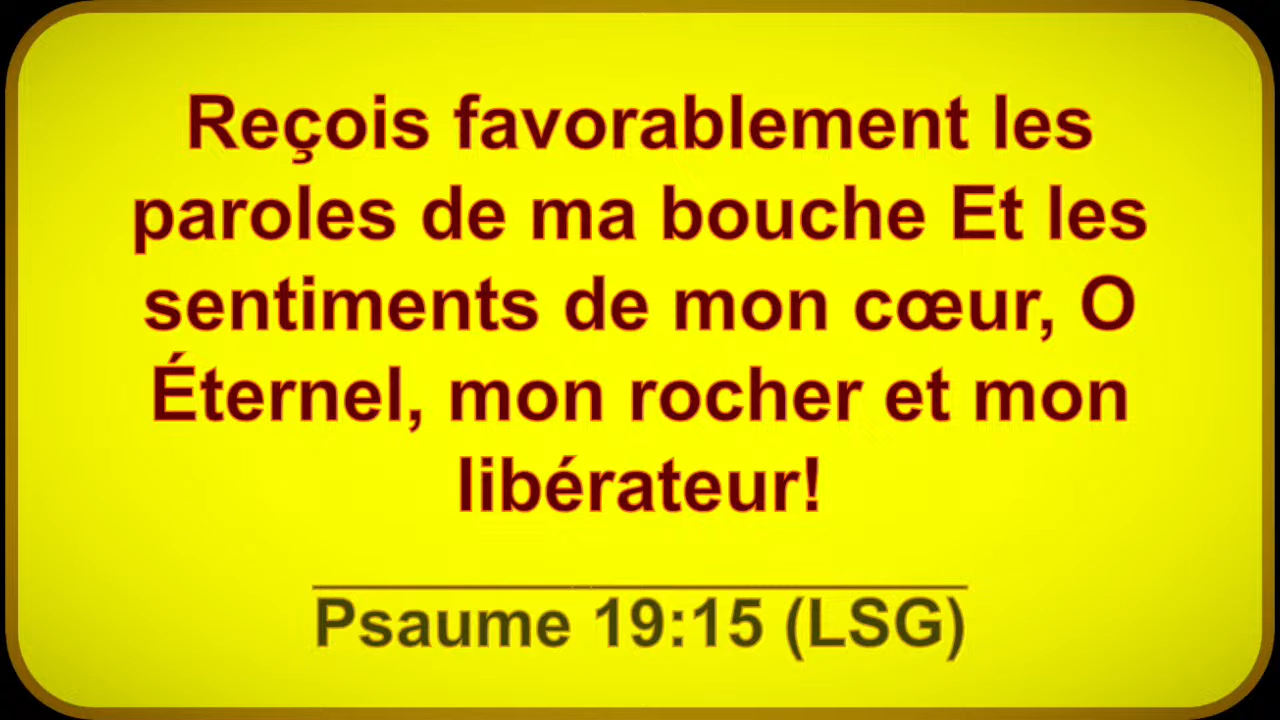 Reçois favorablement les
paroles de ma bouche Et les
sentiments de mon cœur, O
Éternel, mon rocher et mon
libérateur!
Psaume 19:15 (LSG)